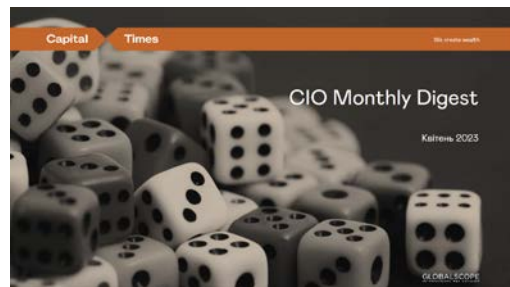 Capital Times
We create wealth
CIO Monthly Digest
Квітень 2023
GLOBALSCOPE